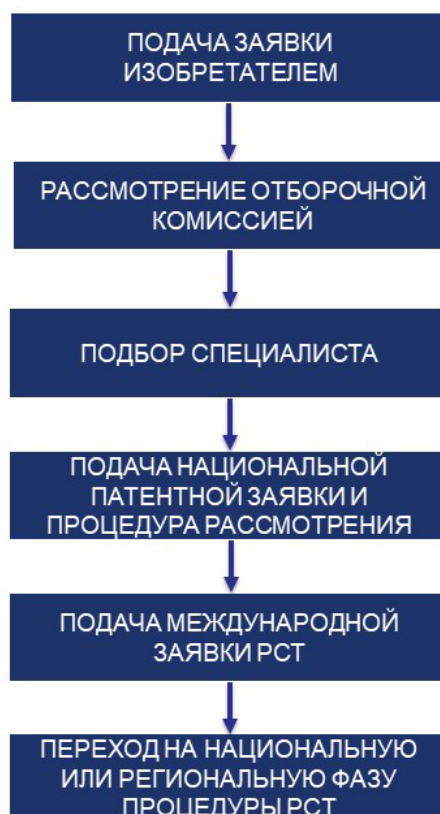 ПОДАЧА ЗАЯВКИ
ИЗОБРЕТАТЕЛЕМ
РАССМОТРЕНИЕ ОТБОРОЧНОЙ
КОМИССИЕЙ
ПОДБОР СПЕЦИАЛИСТА
ПОДАЧА НАЦИОНАЛЬНОЙ
ПАТЕНТНОЙ ЗАЯВКИ И
ПРОЦЕДУРА РАССМОТРЕНИЯ
ПОДАЧА МЕЖДУНАРОДНОЙ
ЗАЯВКИ РСТ
ПЕРЕХОД НА НАЦИОНАЛЬНУЮ
ИЛИ РЕГИОНАЛЬНУЮ ФАЗУ
ПРОЦЕДУРЫ РСТ